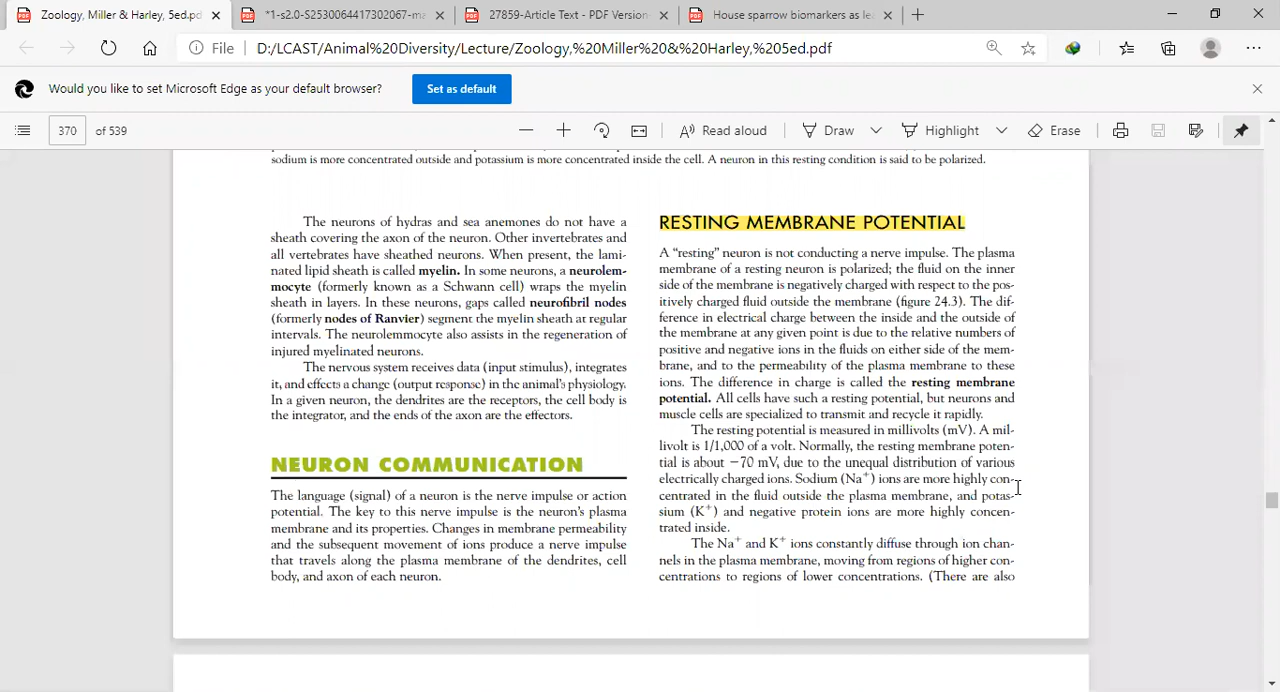 Zoology, Miller & Harley, 5ed.pd
*1-s2.0-S2530064417302067-ma
27859-Article Text - PDF Version
House sparrow biomarkers as lea
File
D:/LCAST/Animal%20Diversity/Lecture/Zoology,%20Miller%20&%20Harley,%205ed.pdf
Would you like to set Microsoft Edge as your default browser?
Set as default
370 of 539
Read aloud
Draw
Highlight
Erase
sodium is more concentrated outside and potassium is more concentrated inside the cell. A neuron in this resting condition is said to be polarized.
The neurons of hydras and sea anemones do not have a
sheath covering the axon of the neuron. Other invertebrates and
all vertebrates have sheathed neurons. When present, the lami-
nated lipid sheath is called myelin. In some neurons, a neurolem-
mocyte (formerly known as a Schwann cell) wraps the myelin
sheath in layers. In these neurons, gaps called neurofibril nodes
(formerly nodes of Ranvier) segment the myelin sheath at regular
intervals. The neurolemmocyte also assists in the regeneration of
injured myelinated neurons.
The nervous system receives data (input stimulus), integrates
it, and effects a change (output response) in the animal's physiology.
In a given neuron, the dendrites are the receptors, the cell body is
the integrator, and the ends of the axon are the effectors.
NEURON COMMUNICATION
The language (signal) of a neuron is the nerve impulse or action
potential. The key to this nerve impulse is the neuron's plasma
membrane and its properties. Changes in membrane permeability
and the subsequent movement of ions produce a nerve impulse
that travels along the plasma membrane of the dendrites, cell
body, and axon of each neuron.
RESTING MEMBRANE POTENTIAL
A “resting” neuron is not conducting a nerve impulse. The plasma
membrane of a resting neuron is polarized; the fluid on the inner
side of the membrane is negatively charged with respect to the pos-
itively charged fluid outside the membrane (figure 24.3). The dif-
ference in electrical charge between the inside and the outside of
the membrane at any given point is due to the relative numbers of
positive and negative ions in the fluids on either side of the mem-
brane, and to the permeability of the plasma membrane to these
ions. The difference in charge is called the resting membrane
potential. All cells have such a resting potential, but neurons and
muscle cells are specialized to transmit and recycle it rapidly.
The resting potential is measured in millivolts (mV). A mil-
livolt is 1/1,000 of a volt. Normally, the resting membrane poten-
tial is about −70 mV, due to the unequal distribution of various
electrically charged ions. Sodium (Na⁺) ions are more highly con-
centrated in the fluid outside the plasma membrane, and potas-
sium (K⁺) and negative protein ions are more highly concen-
trated inside.
The Na⁺ and K⁺ ions constantly diffuse through ion chan-
nels in the plasma membrane, moving from regions of higher con-
centrations to regions of lower concentrations. (There are also